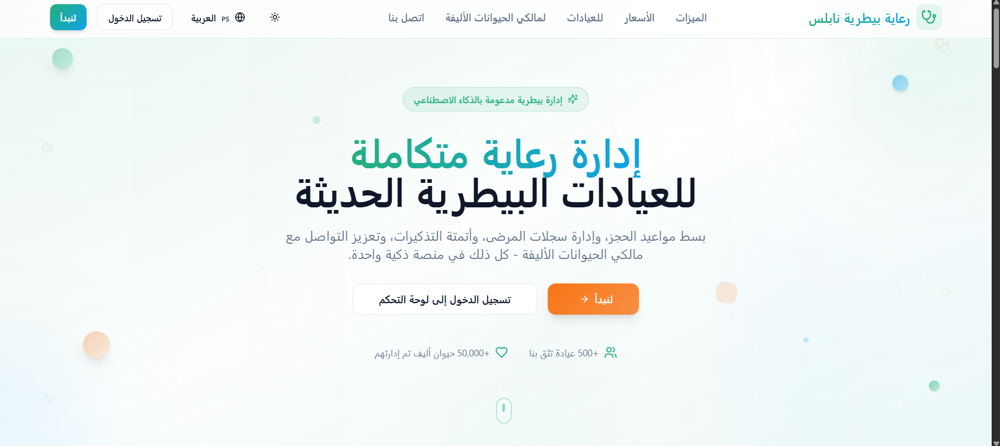 رعاية بيطرية نابلس
الميزات
الأسعار
للعيادات
لمالكي الحيوانات الأليفة
اتصل بنا
PS العربية
تسجيل الدخول
لنبدأ
إدارة بيطرية مدعومة بالذكاء الاصطناعي
إدارة رعاية متكاملة
للعيادات البيطرية الحديثة
بسط مواعيد الحجز، وإدارة سجلات المرضى، وأتمتة التذكيرات، وتعزيز التواصل مع
مالكي الحيوانات الأليفة - كل ذلك في منصة ذكية واحدة.
لنبدأ
تسجيل الدخول إلى لوحة التحكم
+500 عيادة تثق بنا
+50,000 حيوان أليف تم إدارتهم